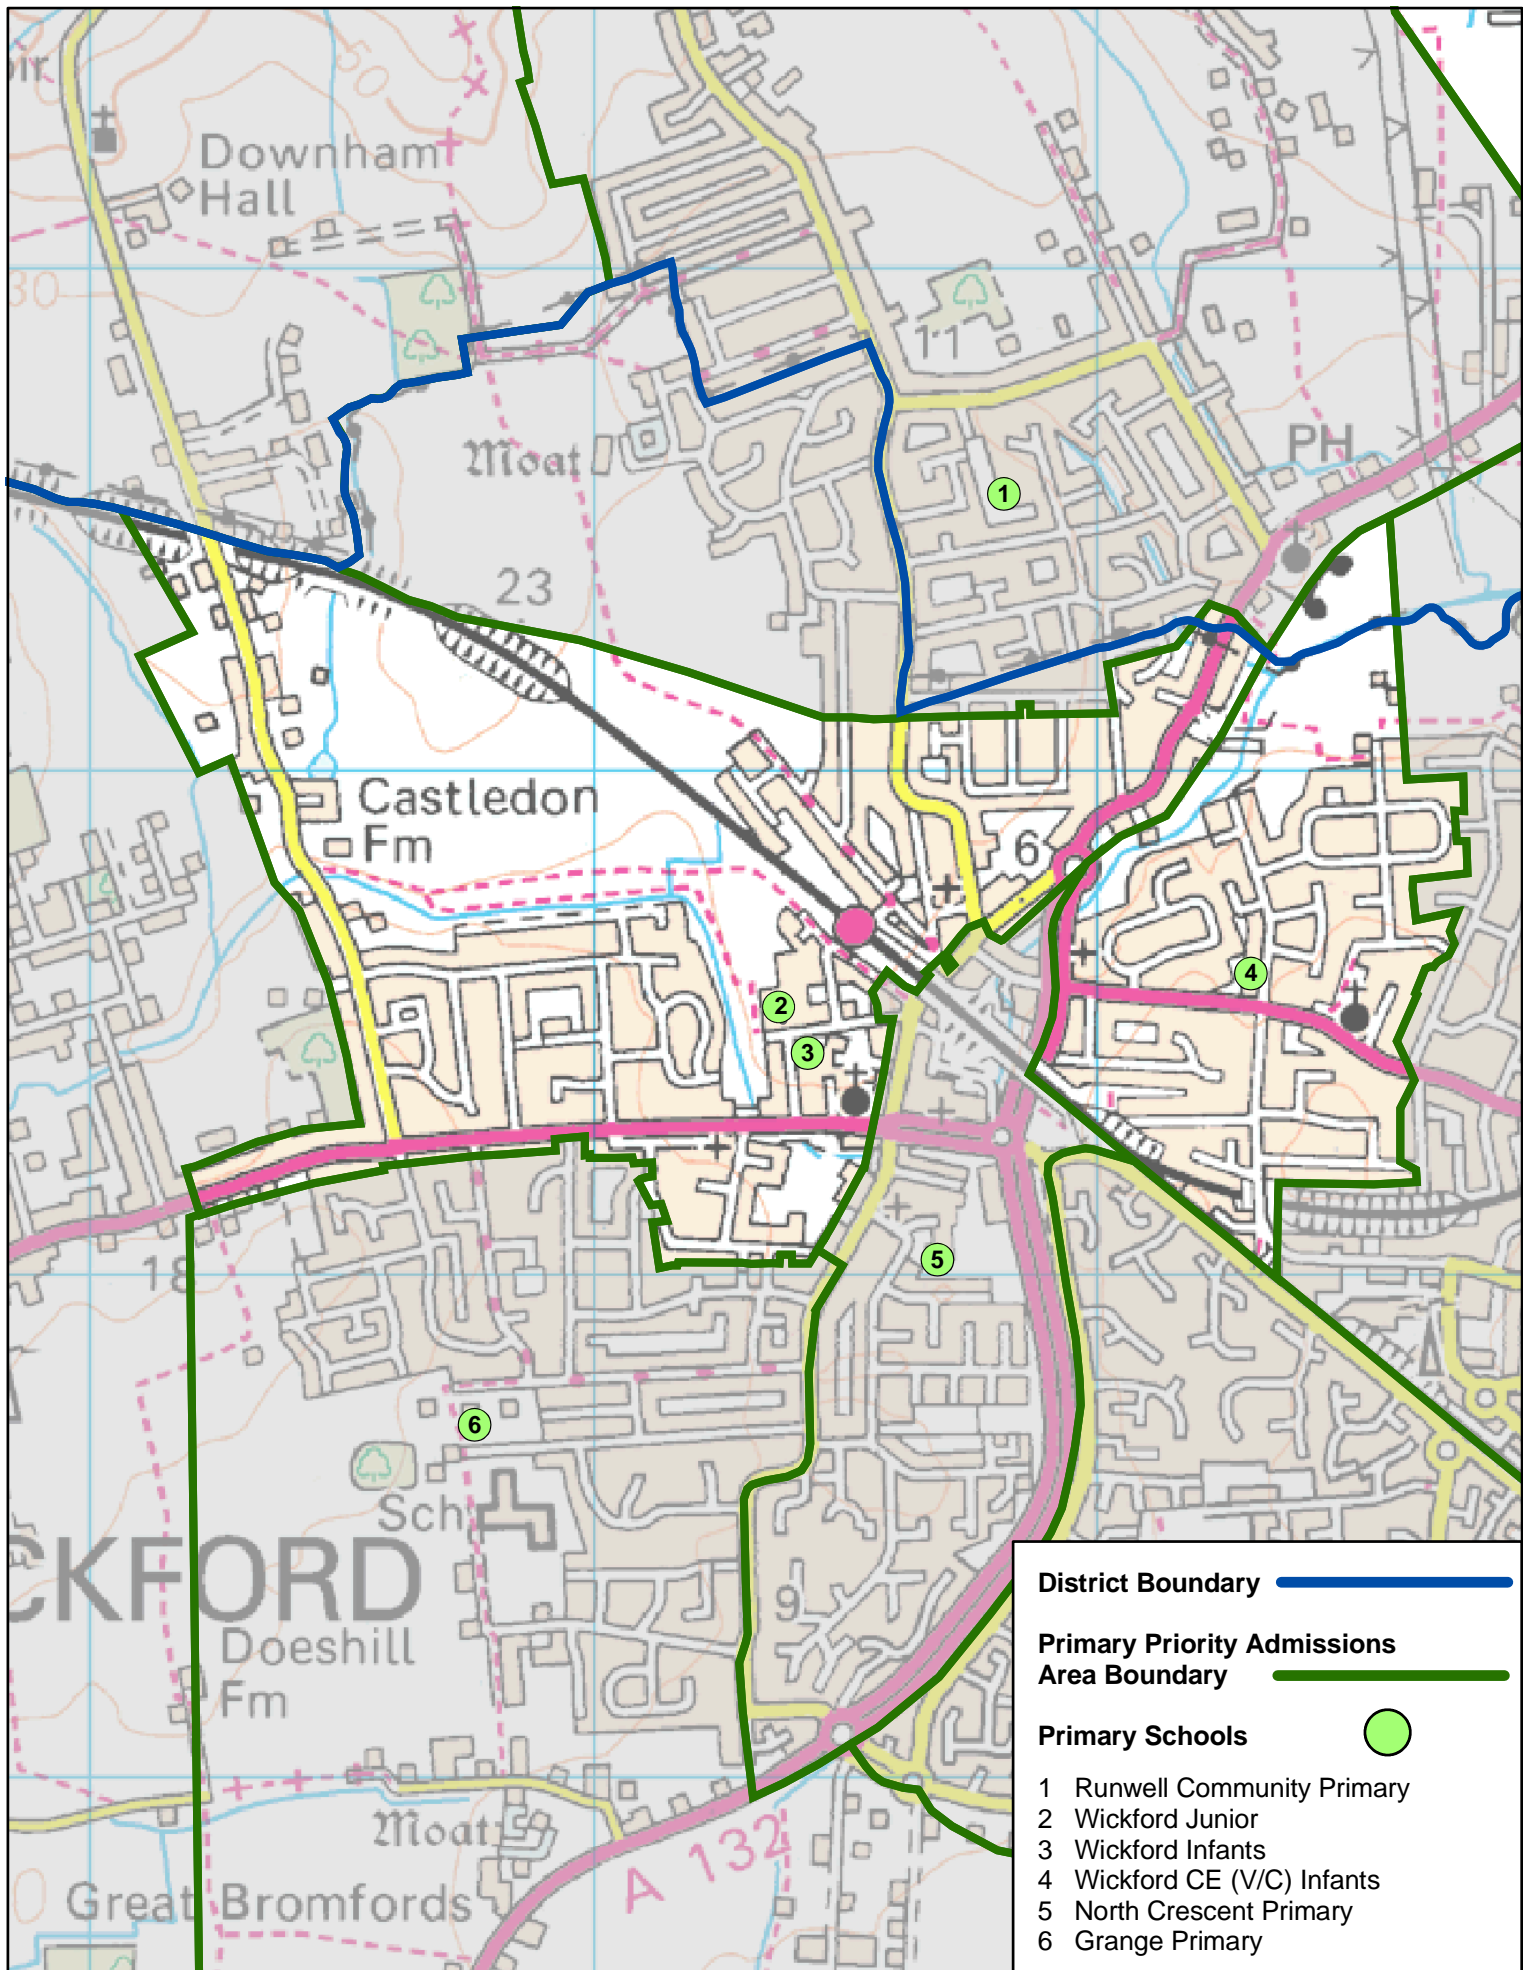 50
Downham
Hall
30
11
Moat
PH
1
23
Castledon
Fm
6
4
2
3
5
18
6
Sch
CKFORD
9
Doeshill
Fm
Moat
A 132
Great Bromfords
District Boundary
Primary Priority Admissions
Area Boundary
Primary Schools
1 Runwell Community Primary
2 Wickford Junior
3 Wickford Infants
4 Wickford CE (V/C) Infants
5 North Crescent Primary
6 Grange Primary